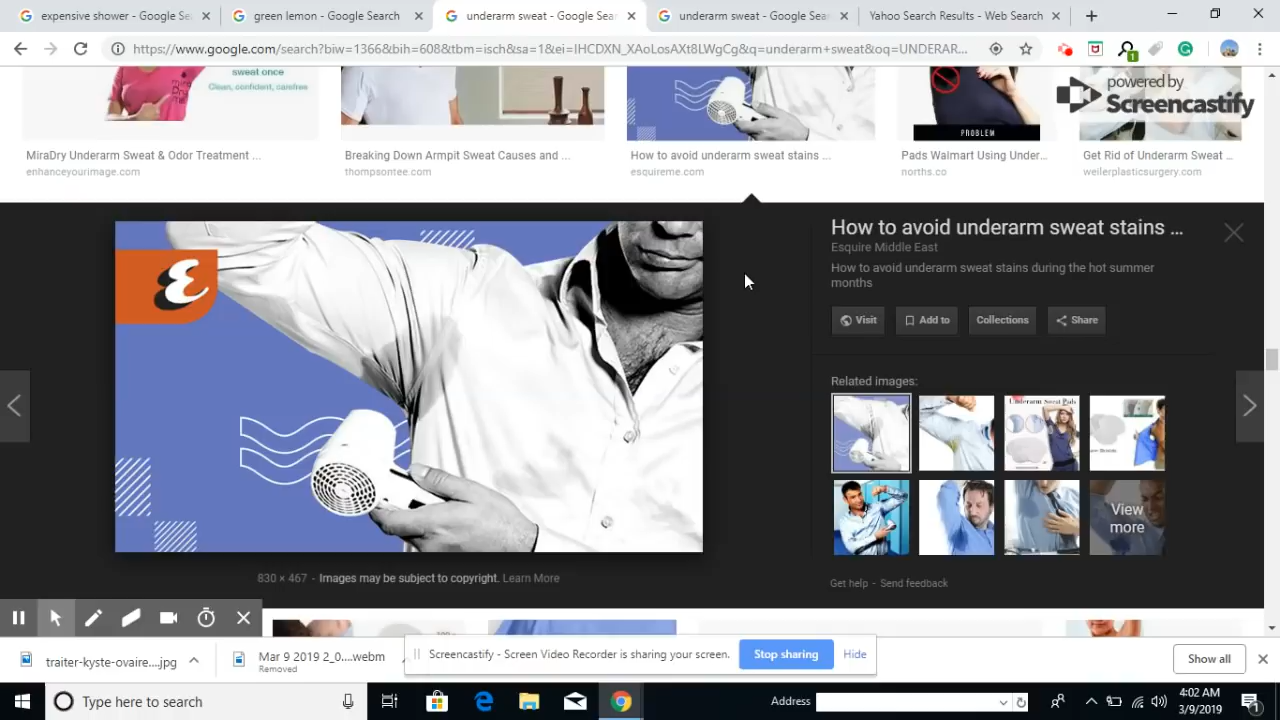 expensive shower - Google Sea
green lemon - Google Search
underarm sweat - Google Sea
underarm sweat - Google Sea
Yahoo Search Results - Web Search
https://www.google.com/search?biw=1366&bih=608&tbm=isch&sa=1&ei=IHCDXN_XAoLosAXt8LWgCg&q=underarm+sweat&oq=UNDERAR...
1
sweat once
Clean, confident, carefree
PROBLEM
powered by
Screencastify
MiraDry Underarm Sweat & Odor Treatment ...
enhanceyourimage.com
Breaking Down Armpit Sweat Causes and ...
thompsontee.com
How to avoid underarm sweat stains ...
esquireme.com
Pads Walmart Using Under...
norths.co
Get Rid of Underarm Sweat ...
weilerplasticsurgery.com
E
How to avoid underarm sweat stains ...
Esquire Middle East
How to avoid underarm sweat stains during the hot summer
months
Visit
Add to
Collections
Share
Related images:
Underarm Sweat Pads
View
more
830 × 467 - Images may be subject to copyright. Learn More
Get help - Send feedback
traiter-kyste-ovaire....jpg
Mar 9 2019 2_0....webm
Removed
Screencastify - Screen Video Recorder is sharing your screen.
Stop sharing
Hide
Show all
Type here to search
Address
4:02 AM
3/9/2019
1